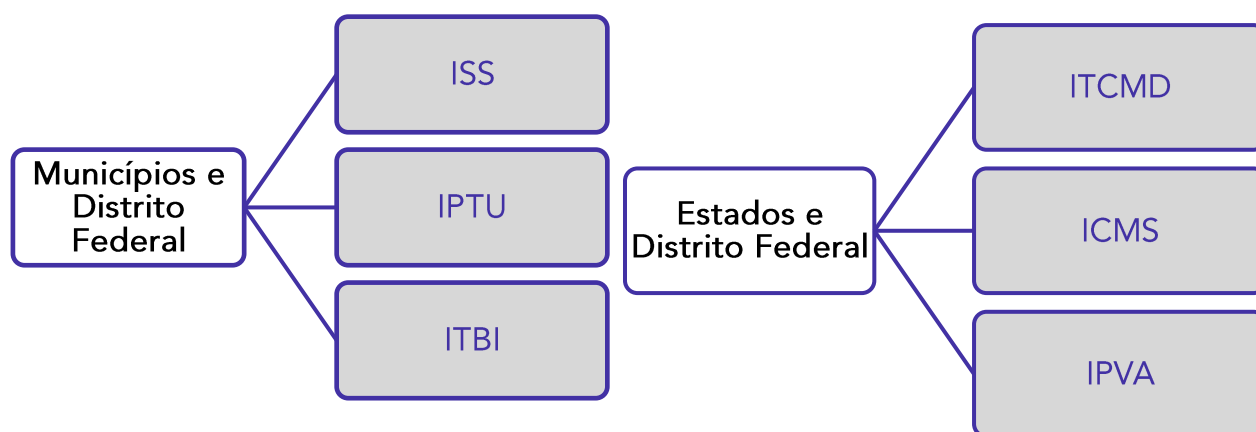 Municípios e
Distrito
Federal
ISS
IPTU
ITBI
Estados e
Distrito Federal
ITCMD
ICMS
IPVA